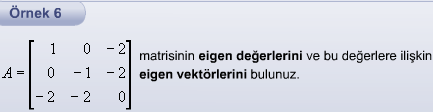 Örnek 6
1 0 -2
matrisinin eigen değerlerini ve bu değerlere ilişkin
A = 0 -1 -2
eigen vektörlerini bulunuz.
-2 -2 0